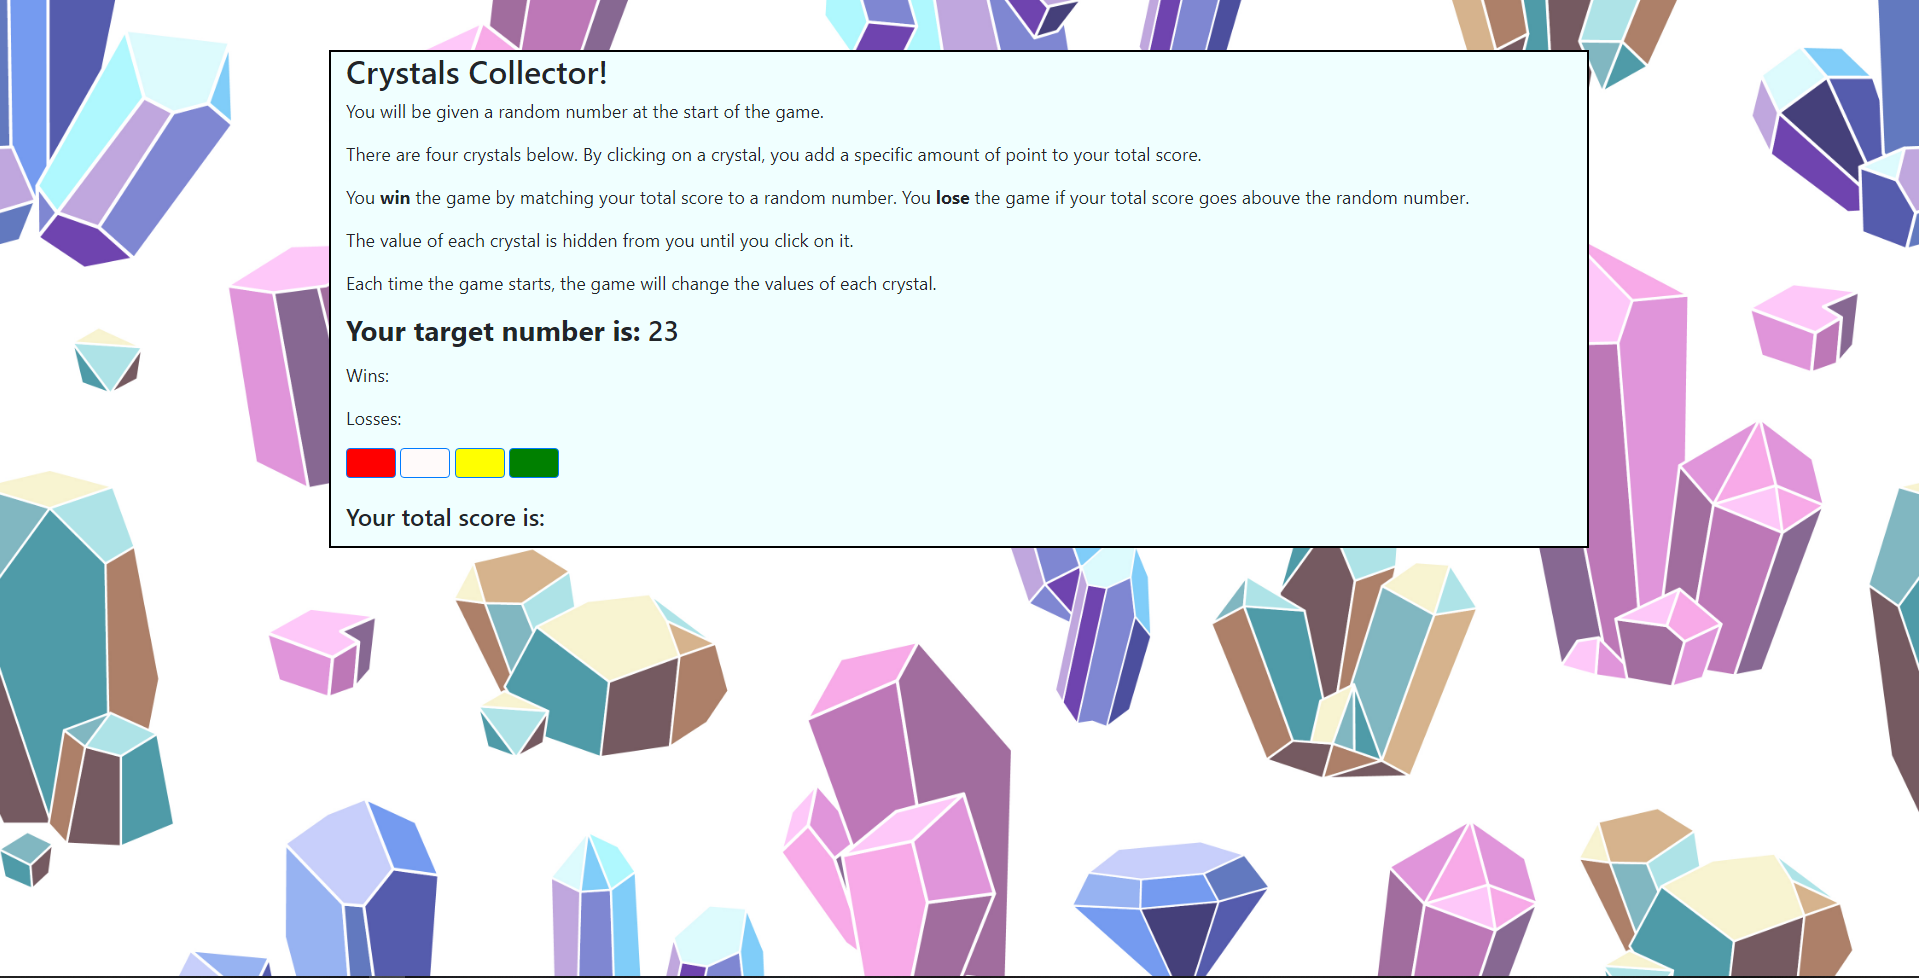 Crystals Collector!
You will be given a random number at the start of the game.
There are four crystals below. By clicking on a crystal, you add a specific amount of point to your total score.
You win the game by matching your total score to a random number. You lose the game if your total score goes abouve the random number.
The value of each crystal is hidden from you until you click on it.
Each time the game starts, the game will change the values of each crystal.
Your target number is: 23
Wins:
Losses:
Your total score is: